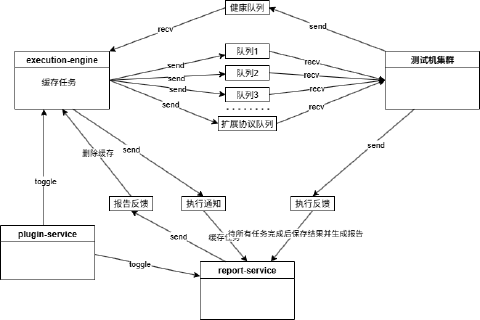 健康队列
send
recv
execution-engine
缓存任务
send
send
send
send
队列1
队列2
队列3
扩展协议队列
recv
recv
recv
recv
测试机集群
删除缓存
send
send
toggle
报告反馈
执行通知
执行反馈
plugin-service
send
缓存任务
待所有任务完成后保存结果并生成报告
toggle
report-service